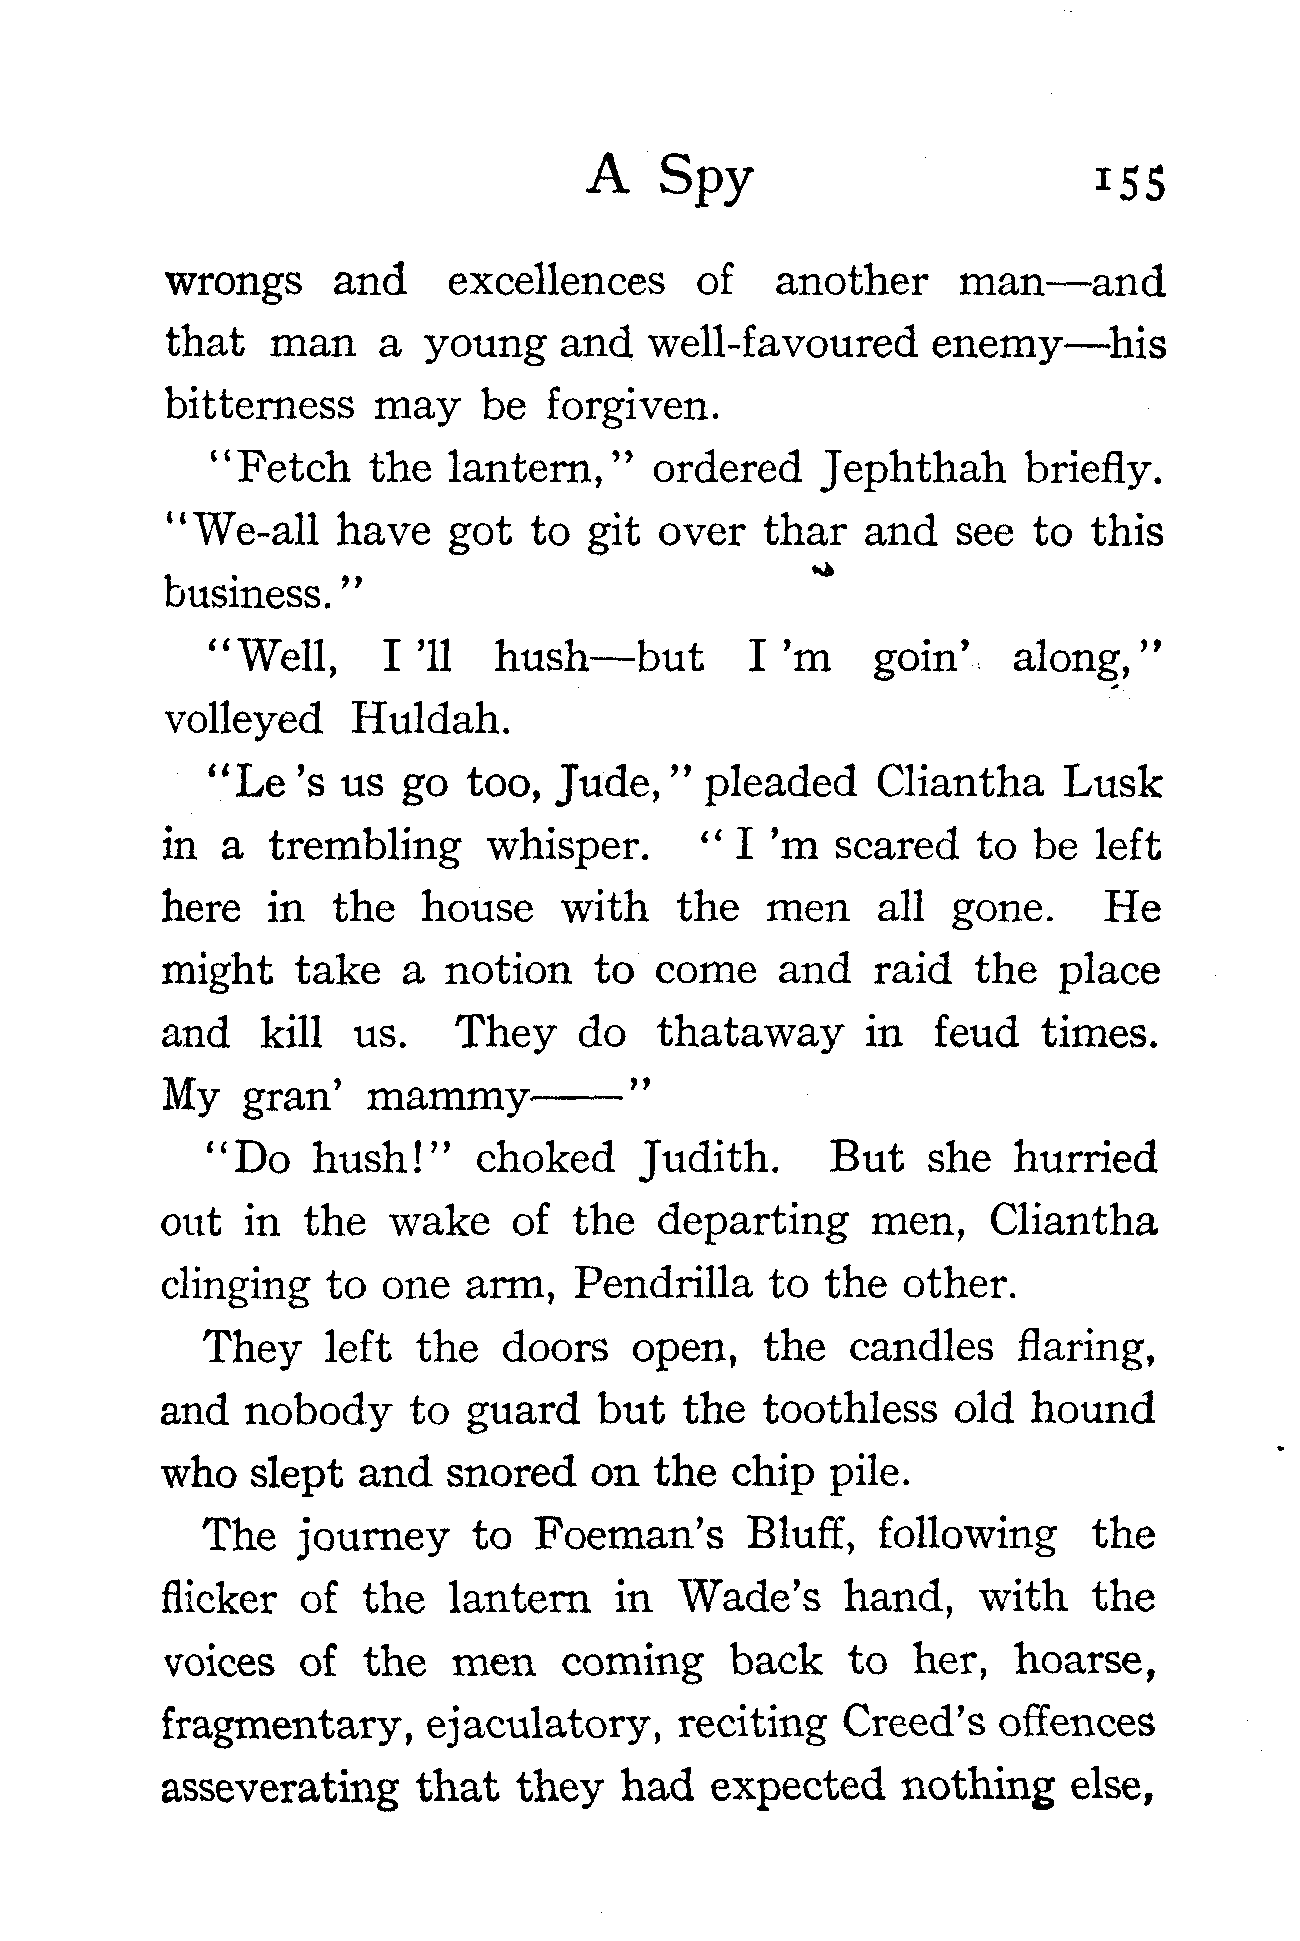 A Spy 155
wrongs and excellences of another man—and
that man a young and well-favoured enemy—his
bitterness may be forgiven.
"Fetch the lantern," ordered Jephthah briefly.
"We-all have got to git over thar and see to this
business."
"Well, I 'll hush—but I 'm goin' along,"
volleyed Huldah.
"Le 's us go too, Jude," pleaded Cliantha Lusk
in a trembling whisper. "I 'm scared to be left
here in the house with the men all gone. He
might take a notion to come and raid the place
and kill us. They do thataway in feud times.
My gran' mammy——"
"Do hush!" choked Judith. But she hurried
out in the wake of the departing men, Cliantha
clinging to one arm, Pendrilla to the other.
They left the doors open, the candles flaring,
and nobody to guard but the toothless old hound
who slept and snored on the chip pile.
The journey to Foeman's Bluff, following the
flicker of the lantern in Wade's hand, with the
voices of the men coming back to her, hoarse,
fragmentary, ejaculatory, reciting Creed's offences
asseverating that they had expected nothing else,